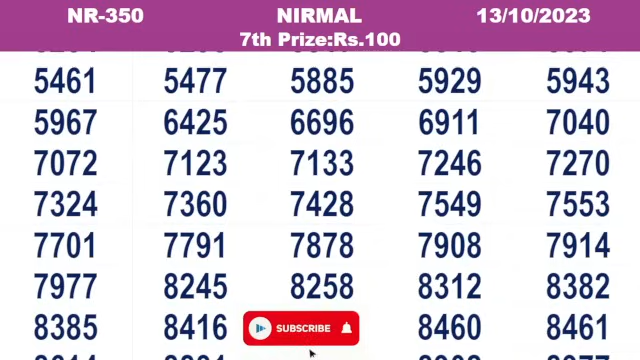 NR-350 NIRMAL 13/10/2023
7th Prize:Rs.100
5461 5477 5885 5929 5943
5967 6425 6696 6911 7040
7072 7123 7133 7246 7270
7324 7360 7428 7549 7553
7701 7791 7878 7908 7914
7977 8245 8258 8312 8382
8385 8416 SUBSCRIBE 8460 8461